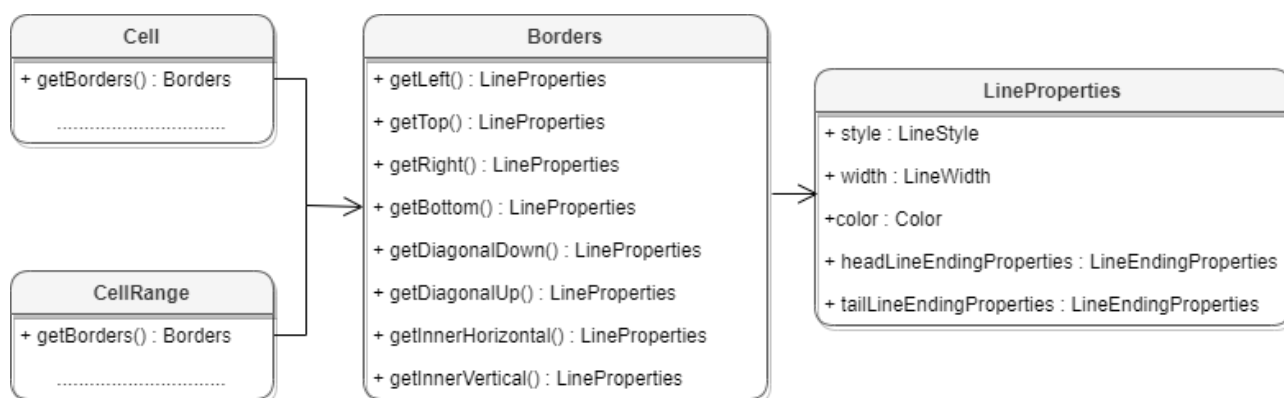 Cell
+ getBorders() : Borders
................................
CellRange
+ getBorders() : Borders
................................
Borders
+ getLeft() : LineProperties
+ getTop() : LineProperties
+ getRight() : LineProperties
+ getBottom() : LineProperties
+ getDiagonalDown() : LineProperties
+ getDiagonalUp() : LineProperties
+ getInnerHorizontal() : LineProperties
+ getInnerVertical() : LineProperties
LineProperties
+ style : LineStyle
+ width : LineWidth
+color : Color
+ headLineEndingProperties : LineEndingProperties
+ tailLineEndingProperties : LineEndingProperties